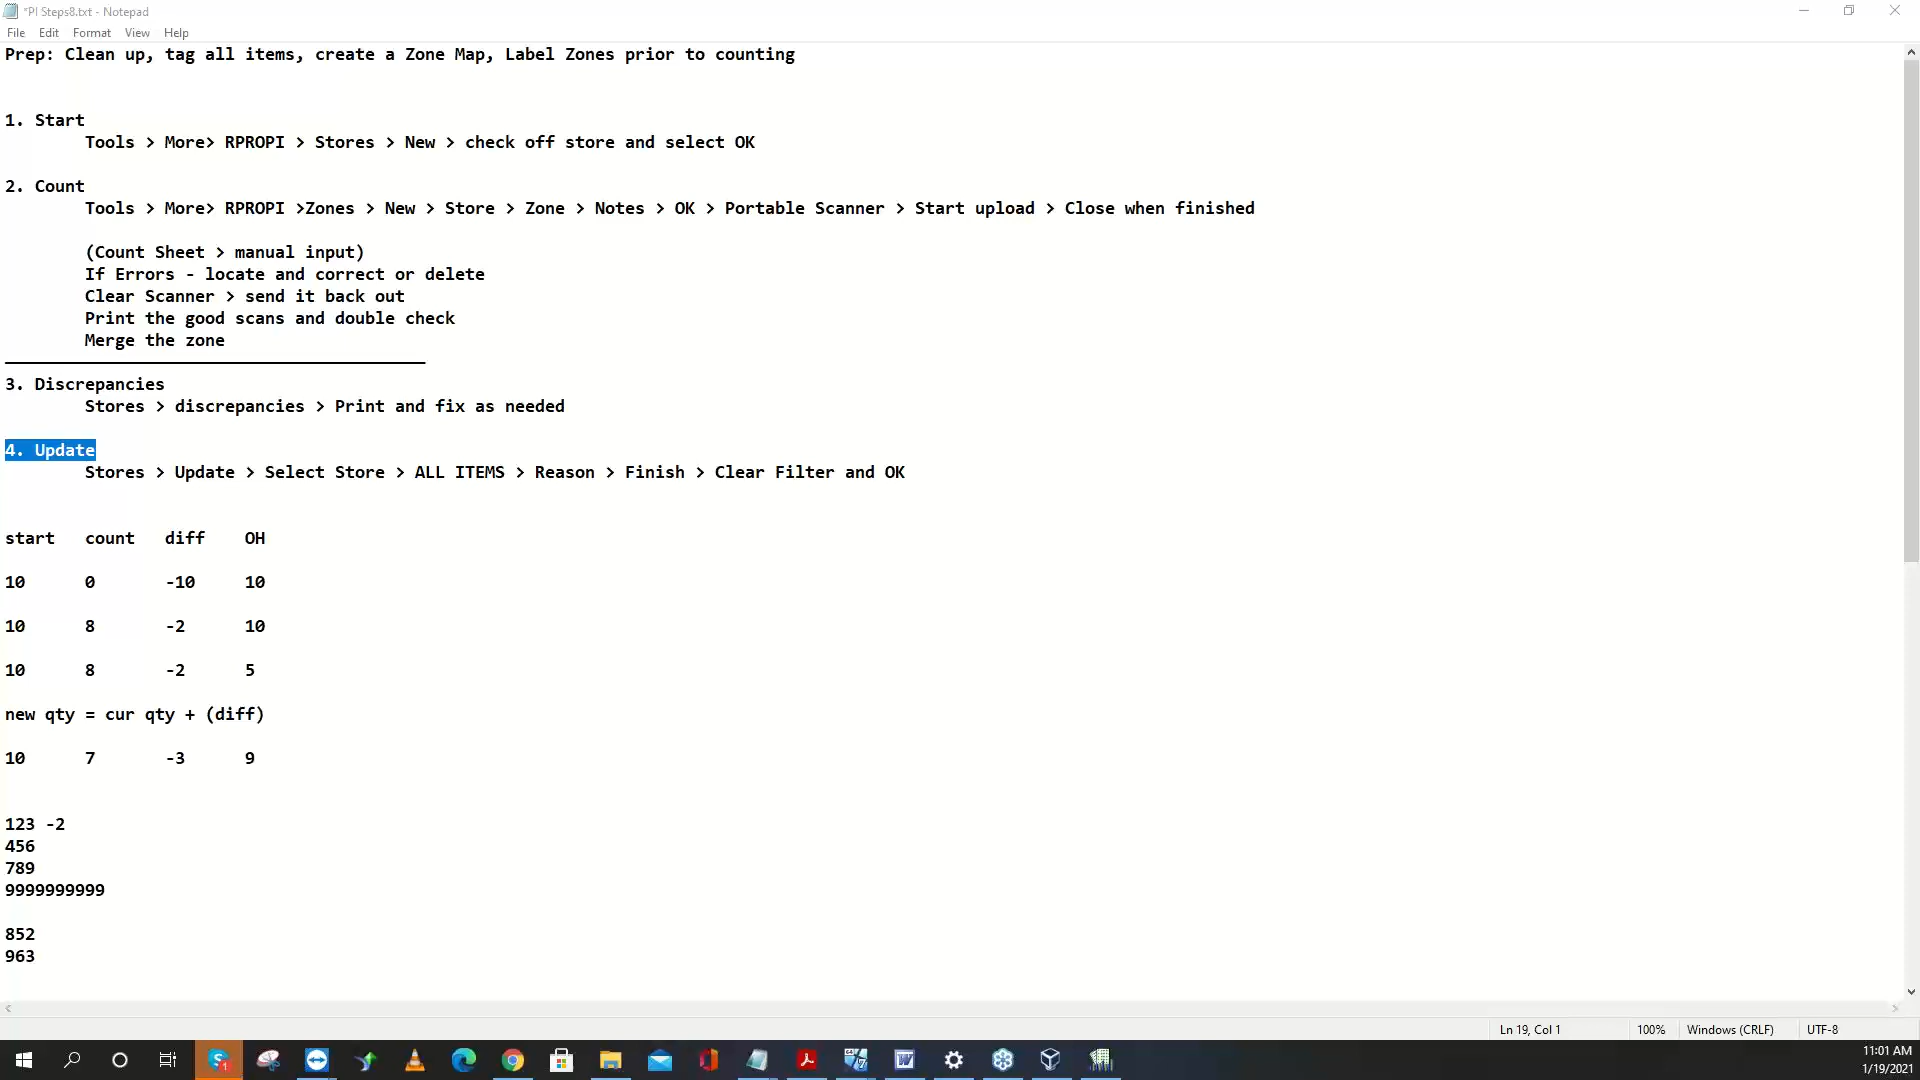 *PI Steps8.txt - Notepad
File Edit Format View Help
Prep: Clean up, tag all items, create a Zone Map, Label Zones prior to counting
1. Start
Tools > More> RPROPI > Stores > New > check off store and select OK
2. Count
Tools > More> RPROPI >Zones > New > Store > Zone > Notes > OK > Portable Scanner > Start upload > Close when finished
(Count Sheet > manual input)
If Errors - locate and correct or delete
Clear Scanner > send it back out
Print the good scans and double check
Merge the zone
3. Discrepancies
Stores > discrepancies > Print and fix as needed
4. Update
Stores > Update > Select Store > ALL ITEMS > Reason > Finish > Clear Filter and OK
start count diff OH
10 0 -10 10
10 8 -2 10
10 8 -2 5
new qty = cur qty + (diff)
10 7 -3 9
123 -2
456
789
9999999999
852
963
Ln 19, Col 1 100% Windows (CRLF) UTF-8
11:01 AM
1/19/2021